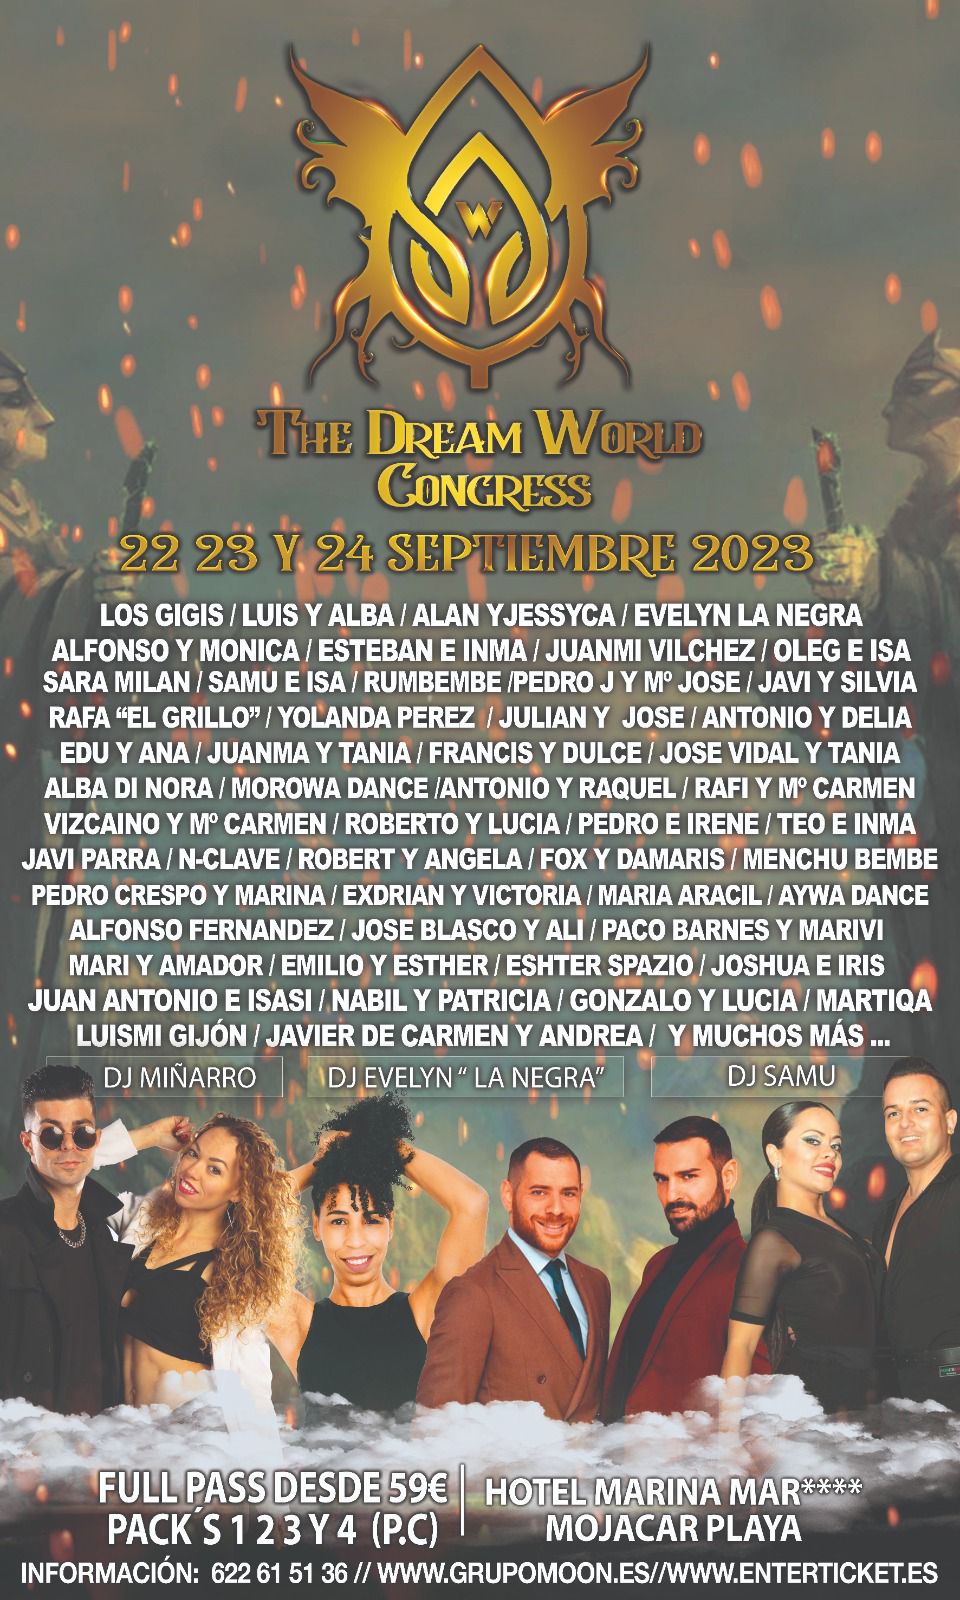 W
THE DREAM WORLD
CONGRESS
22 23 Y 24 SEPTIEMBRE 2023
LOS GIGIS / LUIS Y ALBA / ALAN YJESSYCA / EVELYN LA NEGRA
ALFONSO Y MONICA / ESTEBAN E INMA / JUANMI VILCHEZ / OLEG E ISA
SARA MILAN / SAMU E ISA / RUMBEMBE /PEDRO J Y Mº JOSE / JAVI Y SILVIA
RAFA “EL GRILLO” / YOLANDA PEREZ / JULIAN Y JOSE / ANTONIO Y DELIA
EDU Y ANA / JUANMA Y TANIA / FRANCIS Y DULCE / JOSE VIDAL Y TANIA
ALBA DI NORA / MOROWA DANCE /ANTONIO Y RAQUEL / RAFI Y Mº CARMEN
VIZCAINO Y Mº CARMEN / ROBERTO Y LUCIA / PEDRO E IRENE / TEO E INMA
JAVI PARRA / N-CLAVE / ROBERT Y ANGELA / FOX Y DAMARIS / MENCHU BEMBE
PEDRO CRESPO Y MARINA / EXDRIAN Y VICTORIA / MARIA ARACIL / AYWA DANCE
ALFONSO FERNANDEZ / JOSE BLASCO Y ALI / PACO BARNES Y MARIVI
MARI Y AMADOR / EMILIO Y ESTHER / ESHTER SPAZIO / JOSHUA E IRIS
JUAN ANTONIO E ISASI / NABIL Y PATRICIA / GONZALO Y LUCIA / MARTIQA
LUISMI GIJÓN / JAVIER DE CARMEN Y ANDREA / Y MUCHOS MÁS ...
DJ MIÑARRO
DJ EVELYN “ LA NEGRA”
DJ SAMU
FULL PASS DESDE 59€
PACK´S 1 2 3 Y 4 (P.C)
HOTEL MARINA MAR****
MOJACAR PLAYA
INFORMACIÓN: 622 61 51 36 // WWW.GRUPOMOON.ES//WWW.ENTERTICKET.ES